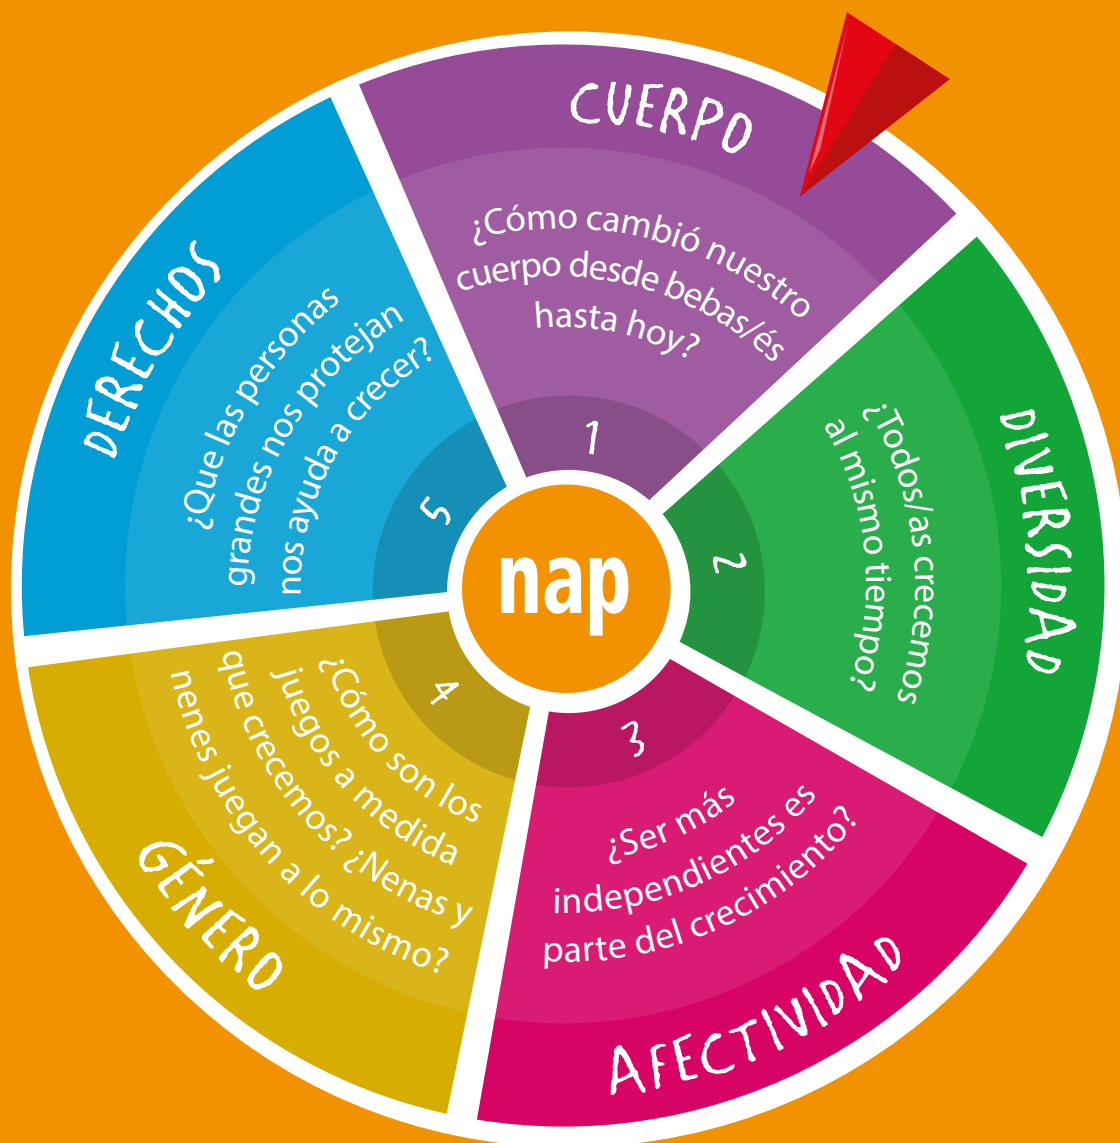 CUERPO
¿Cómo cambió nuestro
cuerpo desde bebas/és
hasta hoy?
1
DIVERSIDAD
¿Todos/as crecemos
al mismo tiempo?
2
AFECTIVIDAD
¿Ser más
independientes es
parte del crecimiento?
3
GÉNERO
¿Cómo son los
juegos a medida
que crecemos? ¿Nenas y
nenes juegan a lo mismo?
4
DERECHOS
¿Que las personas
grandes nos protejan
nos ayuda a crecer?
5
nap